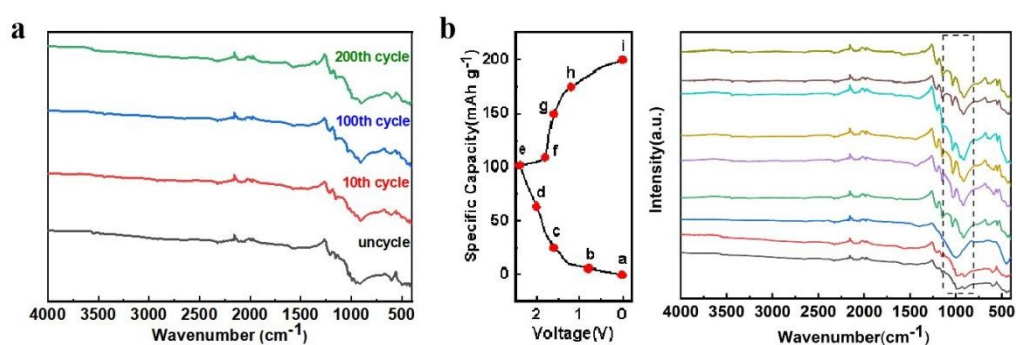 a
200th cycle
100th cycle
10th cycle
uncycle
4000 3500 3000 2500 2000 1500 1000 500
Wavenumber (cm⁻¹)
b
Specific Capacity(mAh g⁻¹)
200
150
100
50
0
i
h
g
f
e
d
c
b
a
2 1 0
Voltage(V)
Intensity(a.u.)
4000 3500 3000 2500 2000 1500 1000 500
Wavenumber(cm⁻¹)